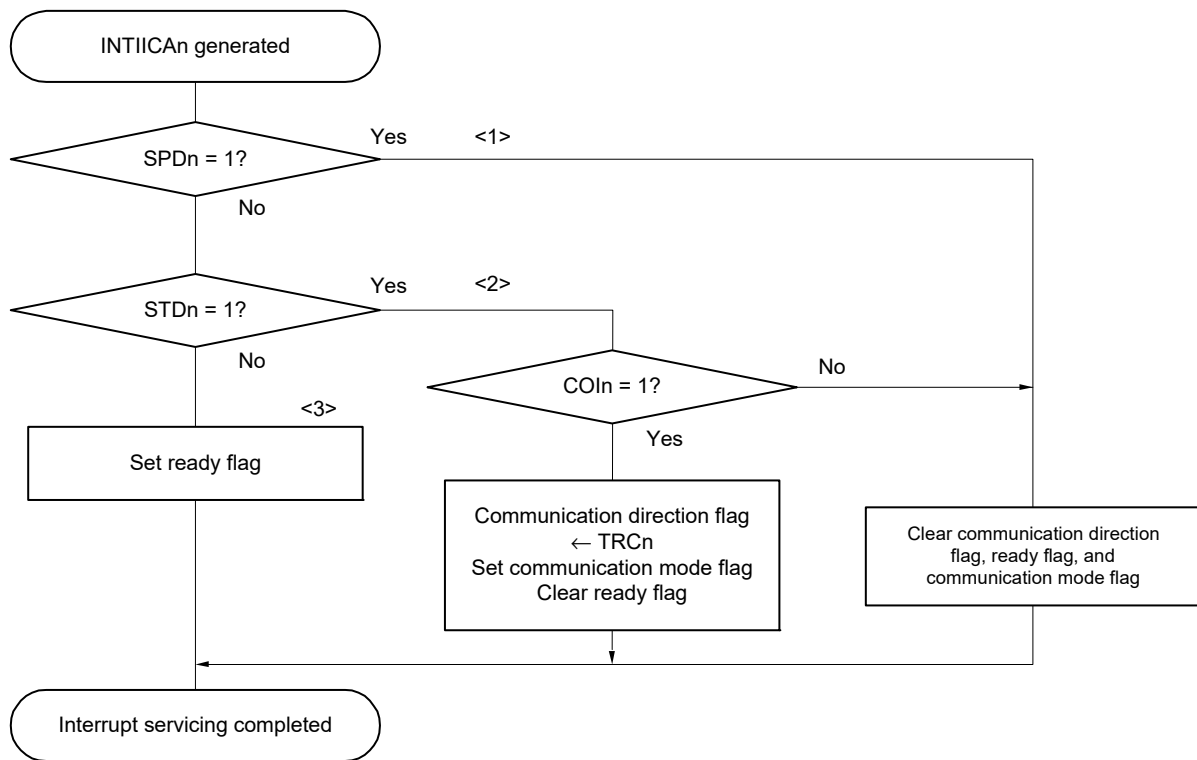 INTIICAn generated
Yes
<1>
SPDn = 1?
No
Yes
<2>
STDn = 1?
No
No
COIn = 1?
<3>
Yes
Set ready flag
Communication direction flag
← TRCn
Set communication mode flag
Clear ready flag
Clear communication direction
flag, ready flag, and
communication mode flag
Interrupt servicing completed